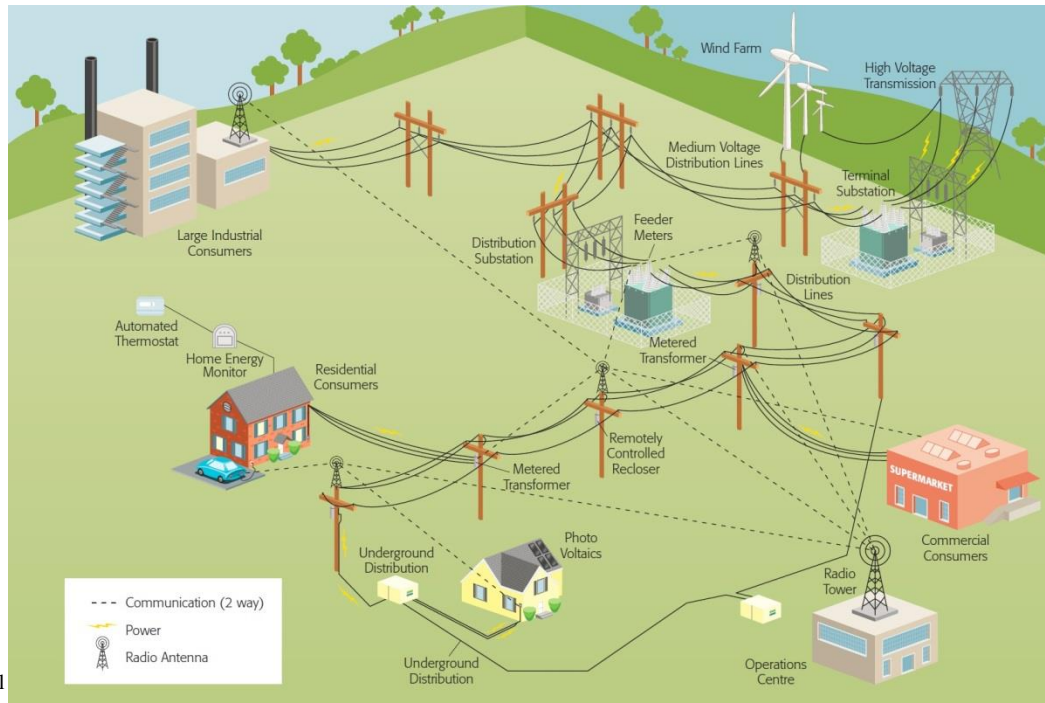 Wind Farm
High Voltage
Transmission
Medium Voltage
Distribution Lines
Terminal
Substation
Large Industrial
Consumers
Distribution
Substation
Feeder
Meters
Distribution
Lines
Automated
Thermostat
Home Energy
Monitor
Residential
Consumers
Metered
Transformer
Remotely
Controlled
Recloser
Metered
Transformer
SUPERMARKET
Commercial
Consumers
Underground
Distribution
Photo
Voltaics
Radio
Tower
Communication (2 way)
Power
Radio Antenna
Underground
Distribution
Operations
Centre
l